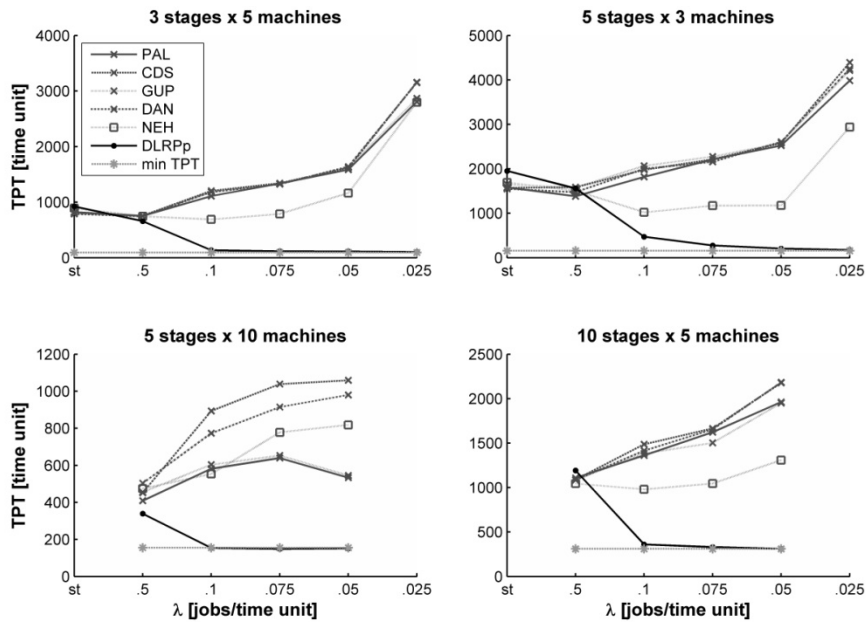 3 stages x 5 machines
4000
3000
2000
1000
0
TPT [time unit]
PAL
CDS
GUP
DAN
NEH
DLRPp
min TPT
st .5 .1 .075 .05 .025
5 stages x 3 machines
5000
4000
3000
2000
1000
0
st .5 .1 .075 .05 .025
5 stages x 10 machines
1200
1000
800
600
400
200
0
TPT [time unit]
st .5 .1 .075 .05 .025
λ [jobs/time unit]
10 stages x 5 machines
2500
2000
1500
1000
500
0
st .5 .1 .075 .05 .025
λ [jobs/time unit]